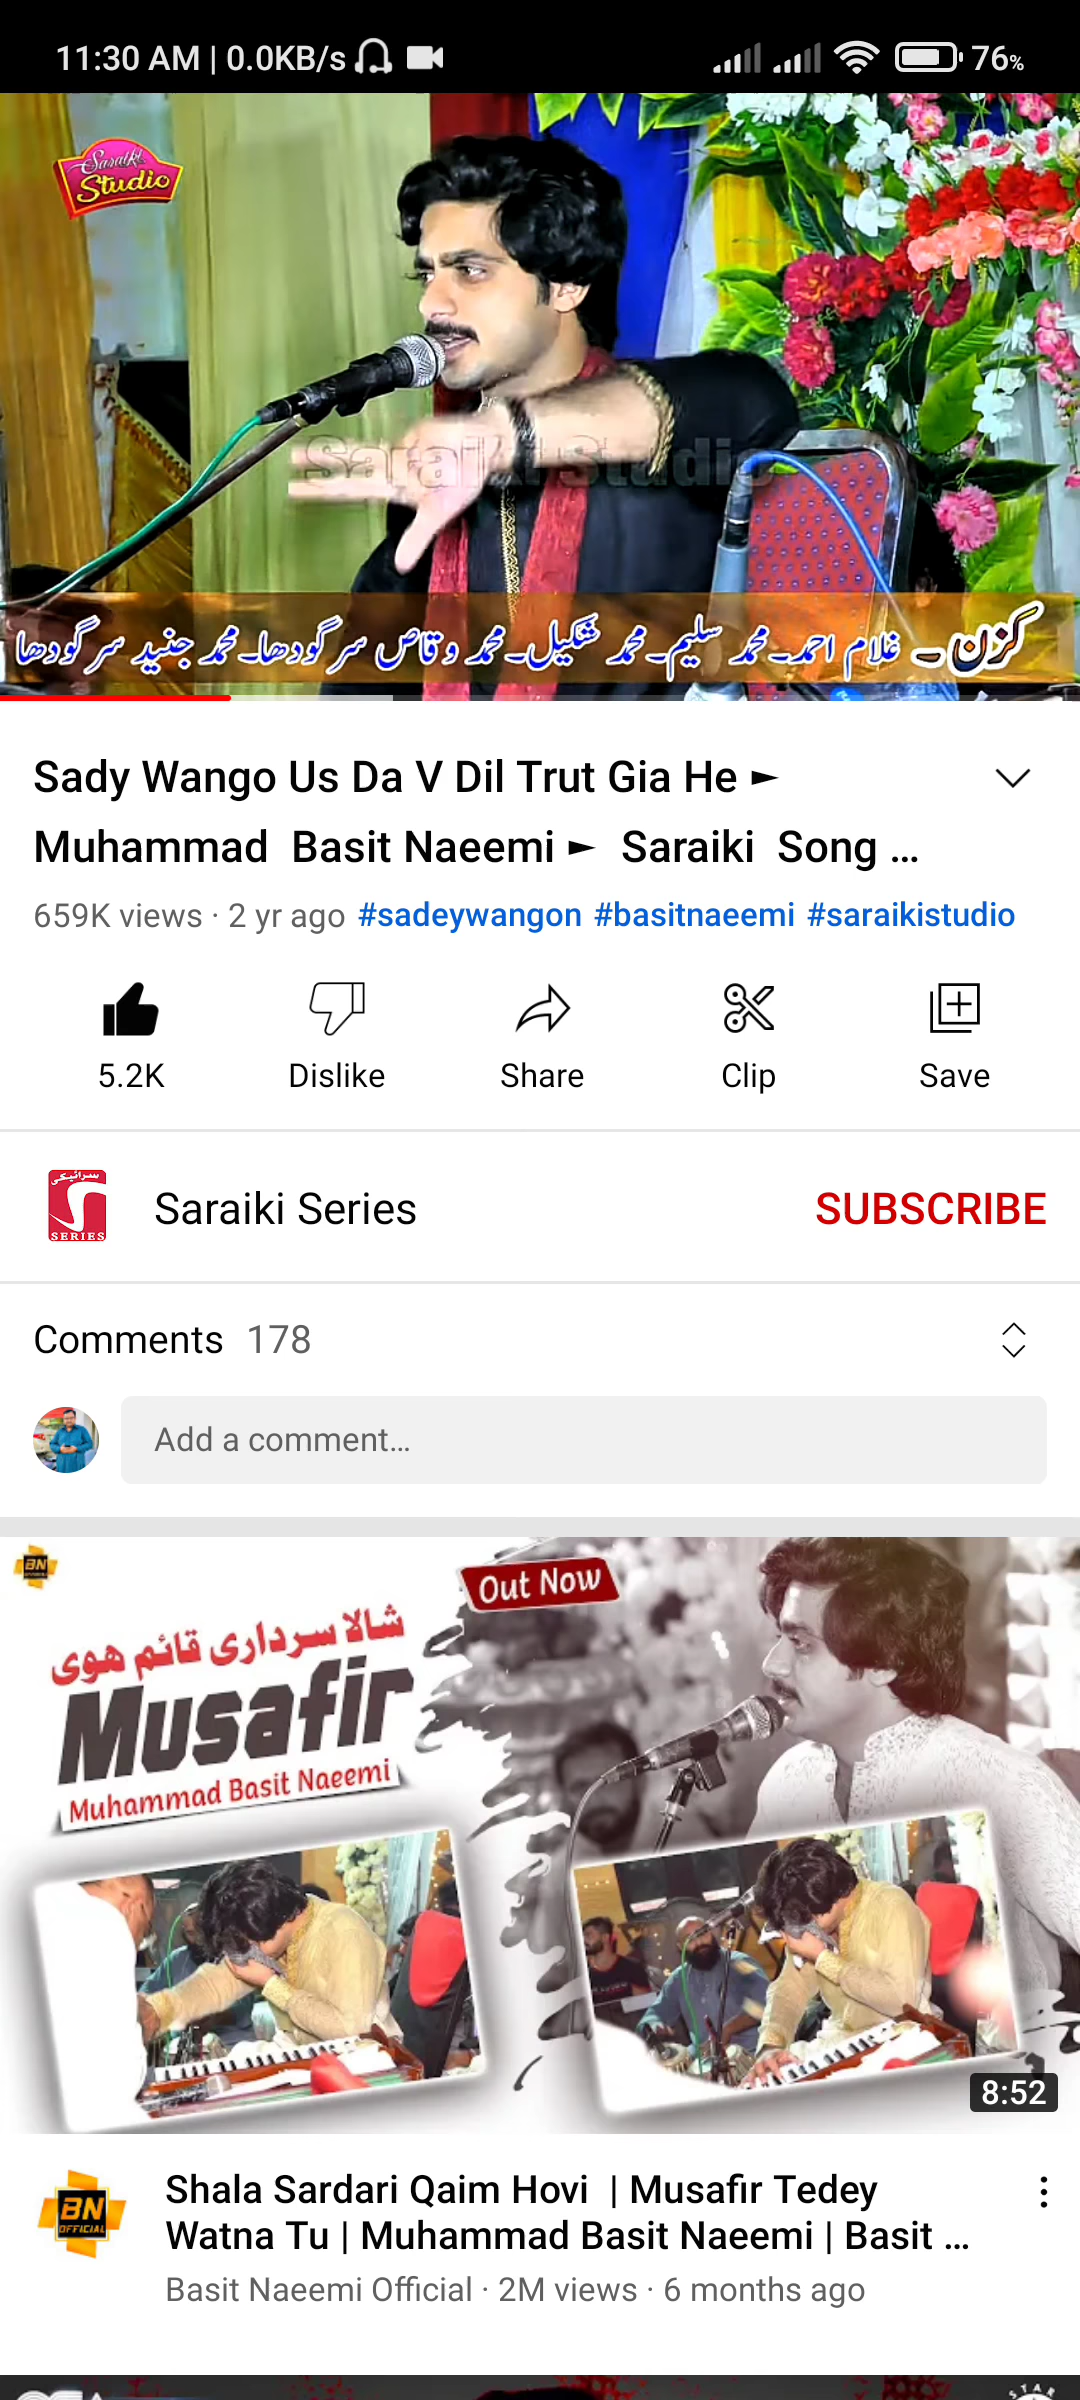 11:30 AM | 0.0KB/s
76%
Saraiki
Studio
Saraiki Studio
کزن ۔ غلام احمد۔ محمد سلیم۔ محمد شکیل۔ محمد وقاص سرگودھا۔ محمد جنید سرگودھا
Sady Wango Us Da V Dil Trut Gia He ►
Muhammad Basit Naeemi ► Saraiki Song ...
659K views · 2 yr ago #sadeywangon #basitnaeemi #saraikistudio
5.2K Dislike Share Clip Save
سرائیکی
SERIES
Saraiki Series SUBSCRIBE
Comments 178
Add a comment...
BN
Out Now
شالا سرداری قائم ھوی
Musafir
Muhammad Basit Naeemi
8:52
BN
OFFICIAL
Shala Sardari Qaim Hovi | Musafir Tedey
Watna Tu | Muhammad Basit Naeemi | Basit ...
Basit Naeemi Official · 2M views · 6 months ago
STAR